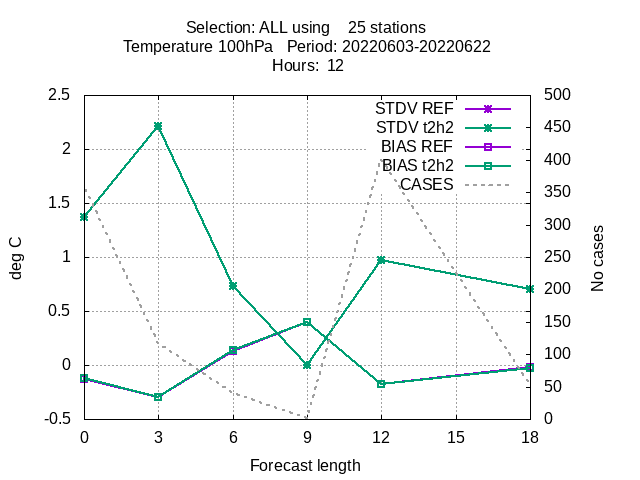 Selection: ALL using    25 stations
Temperature 100hPa   Period: 20220603-20220622
Hours:  12
2.5
2
1.5
1
0.5
0
-0.5
deg C
STDV REF
STDV t2h2
BIAS REF
BIAS t2h2
CASES
500
450
400
350
300
250
200
150
100
50
0
No cases
0 3 6 9 12 15 18
Forecast length